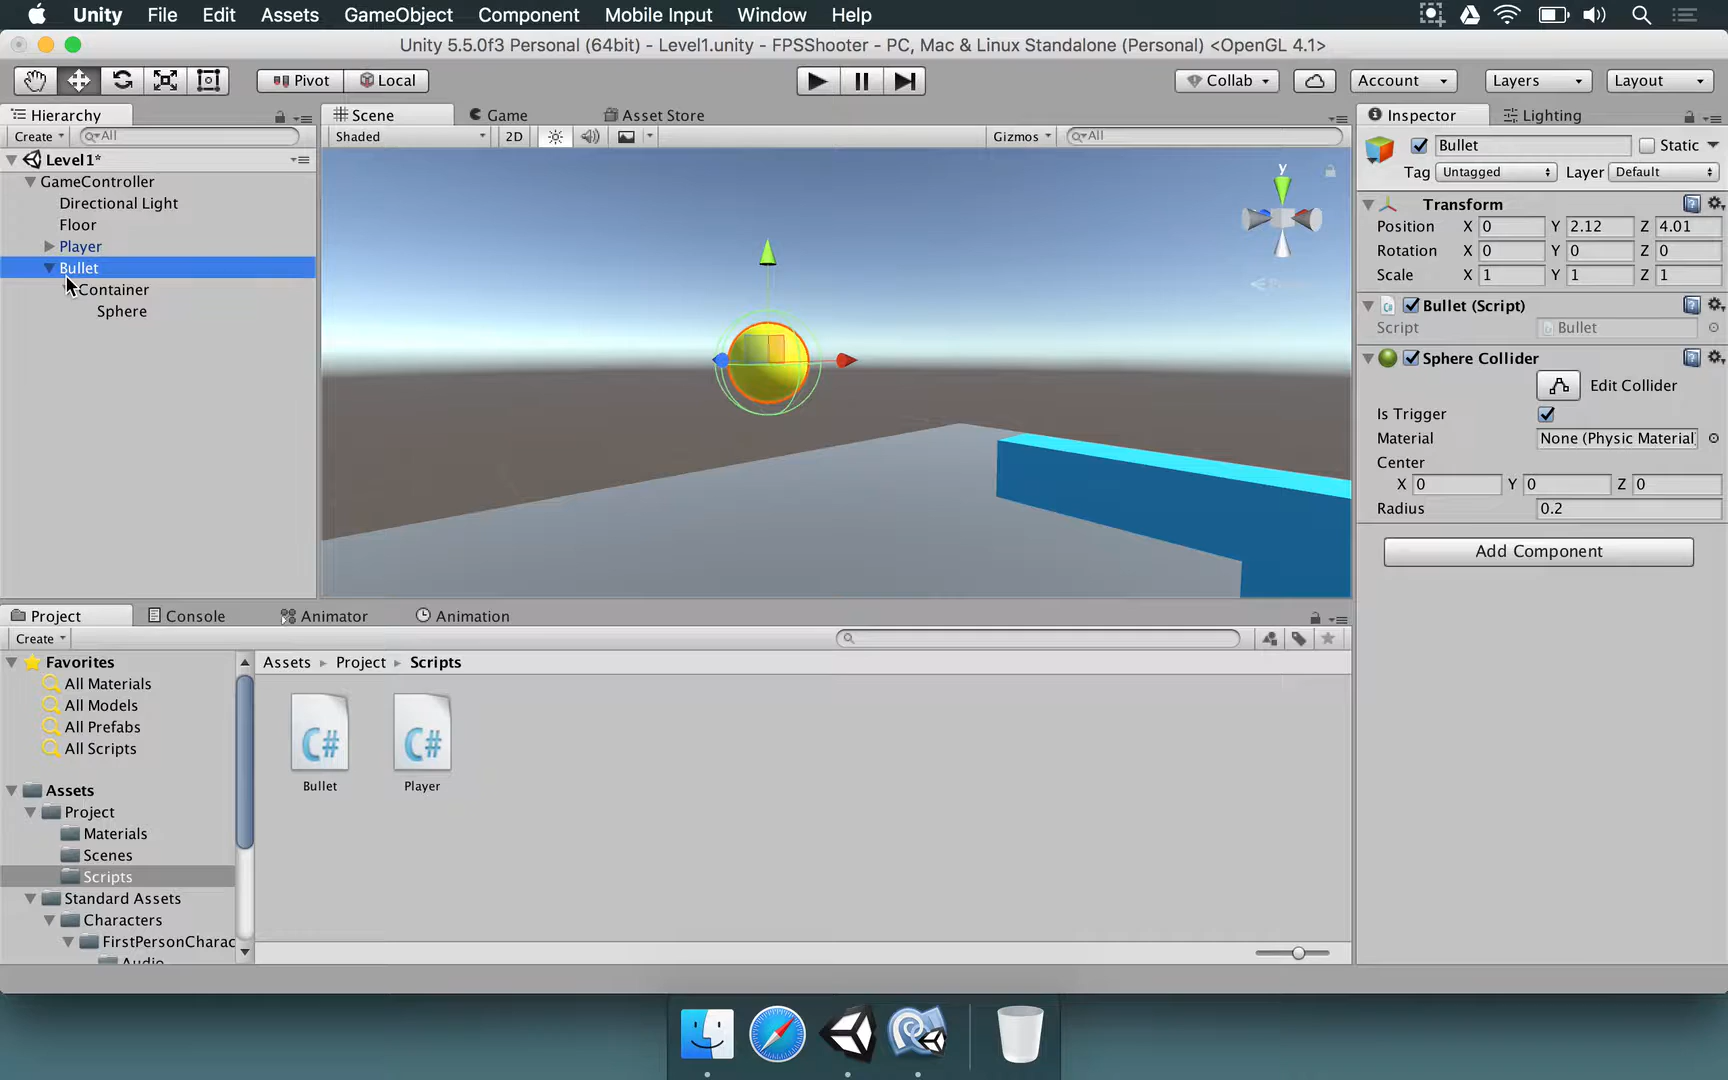 Unity File Edit Assets GameObject Component Mobile Input Window Help
Unity 5.5.0f3 Personal (64bit) - Level1.unity - FPSShooter - PC, Mac & Linux Standalone (Personal) <OpenGL 4.1>
Pivot Local Collab Account Layers Layout
Hierarchy
Create All
Level1*
GameController
Directional Light
Floor
Player
Bullet
Container
Sphere
Scene Game Asset Store
Shaded 2D Gizmos All
y
Inspector Lighting
Bullet Static
Tag Untagged Layer Default
Transform
Position X 0 Y 2.12 Z 4.01
Rotation X 0 Y 0 Z 0
Scale X 1 Y 1 Z 1
Bullet (Script)
Script Bullet
Sphere Collider
Edit Collider
Is Trigger
Material None (Physic Material)
Center
X 0 Y 0 Z 0
Radius 0.2
Add Component
Project Console Animator Animation
Create
Favorites
All Materials
All Models
All Prefabs
All Scripts
Assets
Project
Materials
Scenes
Scripts
Standard Assets
Characters
FirstPersonCharac
Audio
Assets Project Scripts
C# C#
Bullet Player